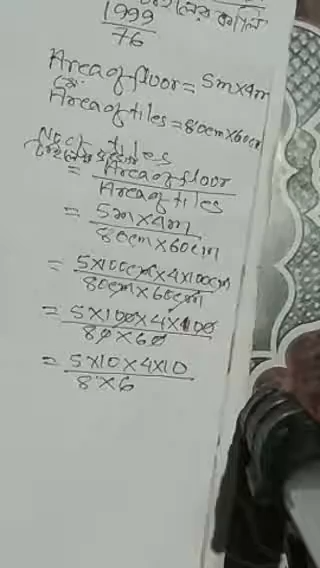 কালি
1999
76
Area of floor = 5m×4m
Area of tiles = 80cm×60cm
No of tiles
= Area of floor
Area of tiles
= 5m×4m
80cm×60cm
= 5×100cm×4×100cm
80cm×60cm
= 5×100×4×100
80×60
= 5×10×4×10
8×6